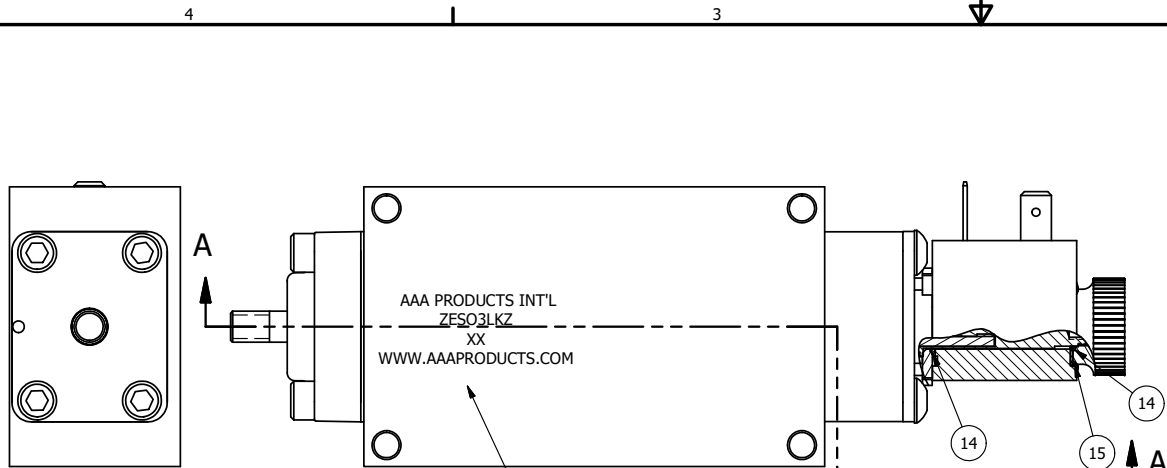 4 3
A
AAA PRODUCTS INT'L
ZESO3LKZ
XX
WWW.AAAPRODUCTS.COM
14
14
15
A